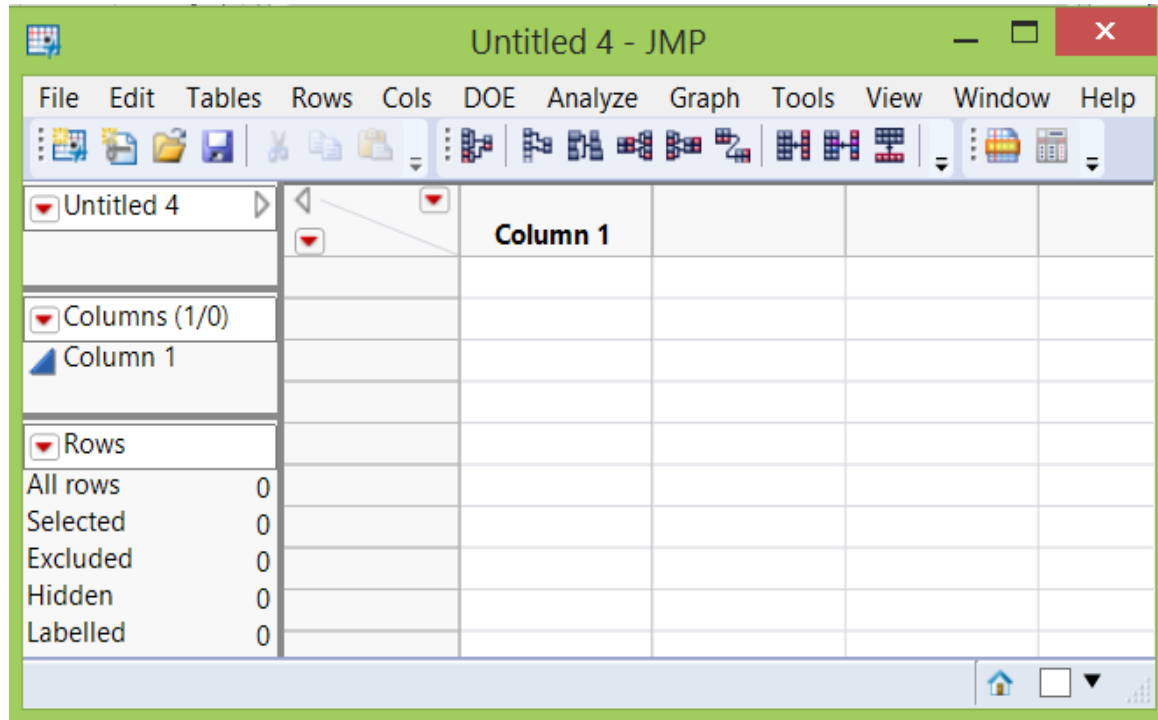 Untitled 4 - JMP
File Edit Tables Rows Cols DOE Analyze Graph Tools View Window Help
Untitled 4
Column 1
Columns (1/0)
Column 1
Rows
All rows 0
Selected 0
Excluded 0
Hidden 0
Labelled 0